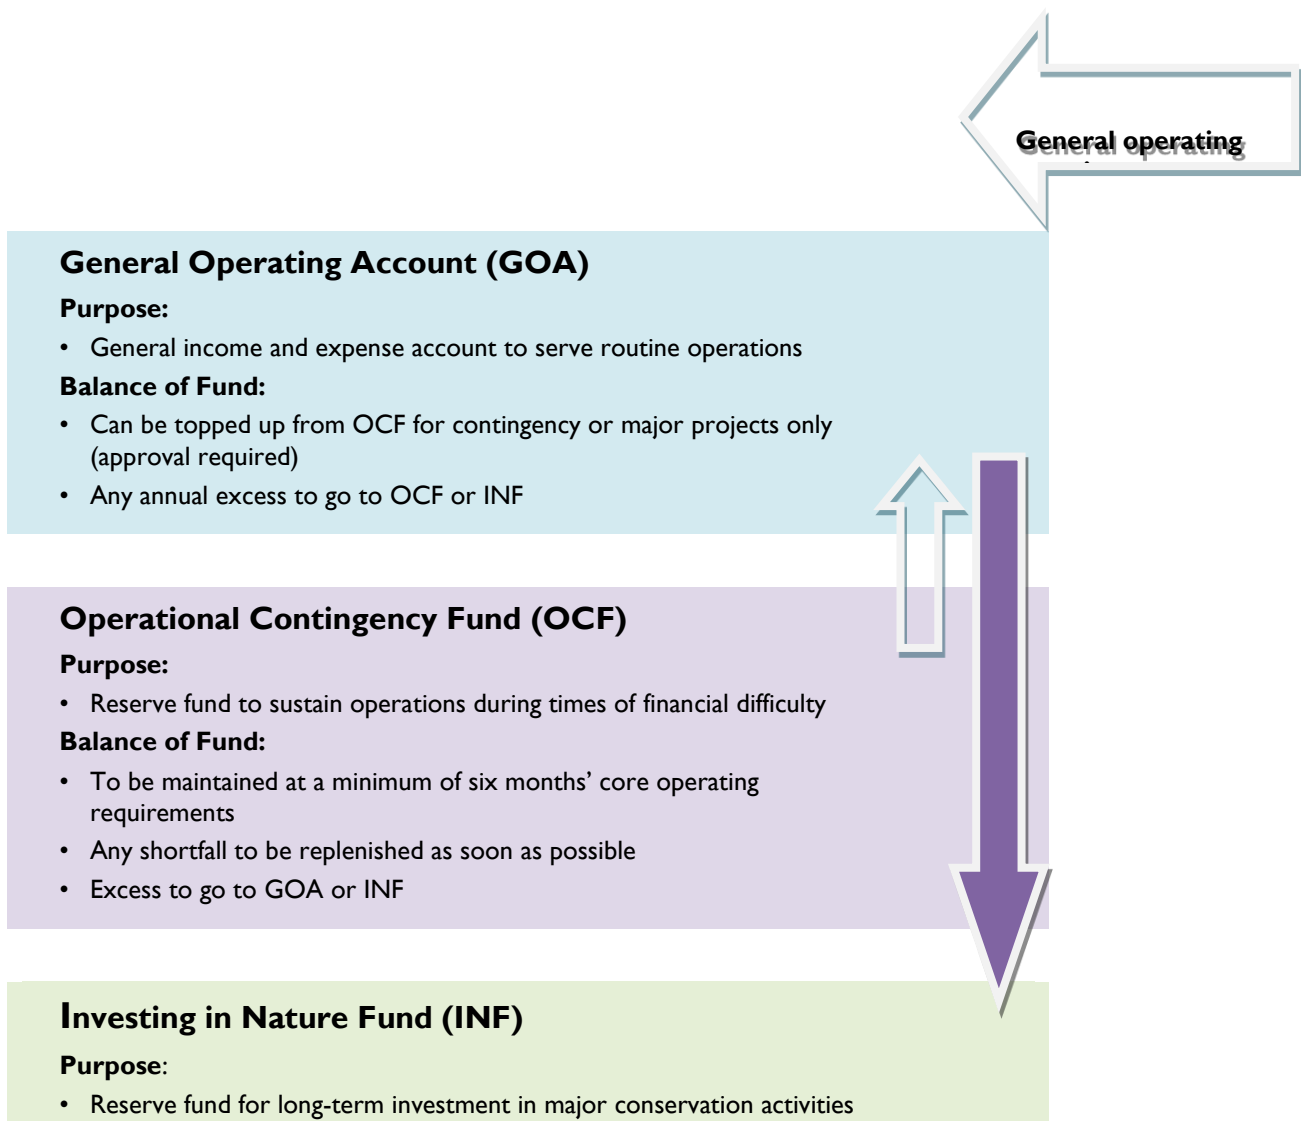 General operating
General Operating Account (GOA)
Purpose:
• General income and expense account to serve routine operations
Balance of Fund:
• Can be topped up from OCF for contingency or major projects only
(approval required)
• Any annual excess to go to OCF or INF
Operational Contingency Fund (OCF)
Purpose:
• Reserve fund to sustain operations during times of financial difficulty
Balance of Fund:
• To be maintained at a minimum of six months’ core operating
requirements
• Any shortfall to be replenished as soon as possible
• Excess to go to GOA or INF
Investing in Nature Fund (INF)
Purpose:
• Reserve fund for long-term investment in major conservation activities